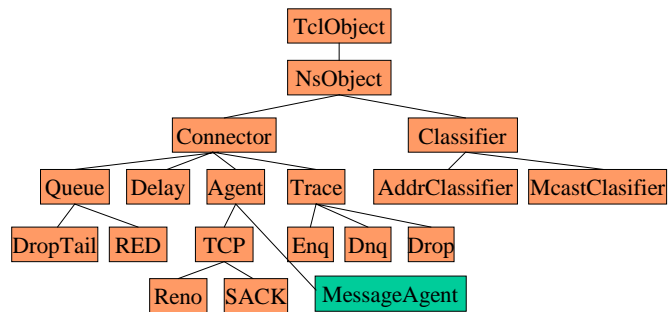 TclObject
NsObject
Connector
Classifier
Queue
Delay
Agent
Trace
AddrClassifier
McastClasifier
DropTail
RED
TCP
Enq
Dnq
Drop
Reno
SACK
MessageAgent